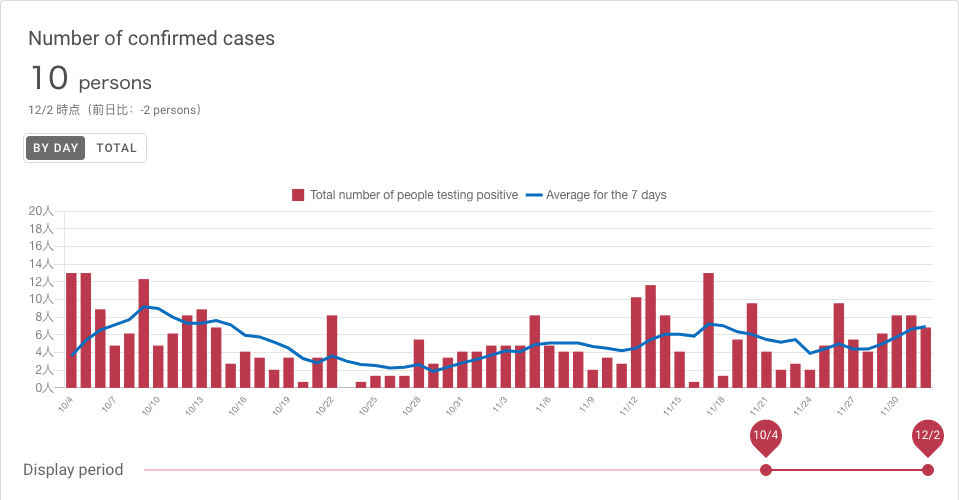 Number of confirmed cases
10 persons
12/2 時点（前日比：-2 persons）
BY DAY TOTAL
Total number of people testing positive Average for the 7 days
20人
18人
16人
14人
12人
10人
8人
6人
4人
2人
0人
10/4 10/7 10/10 10/13 10/16 10/19 10/22 10/25 10/28 10/31 11/3 11/6 11/9 11/12 11/15 11/18 11/21 11/24 11/27 11/30
10/4 12/2
Display period